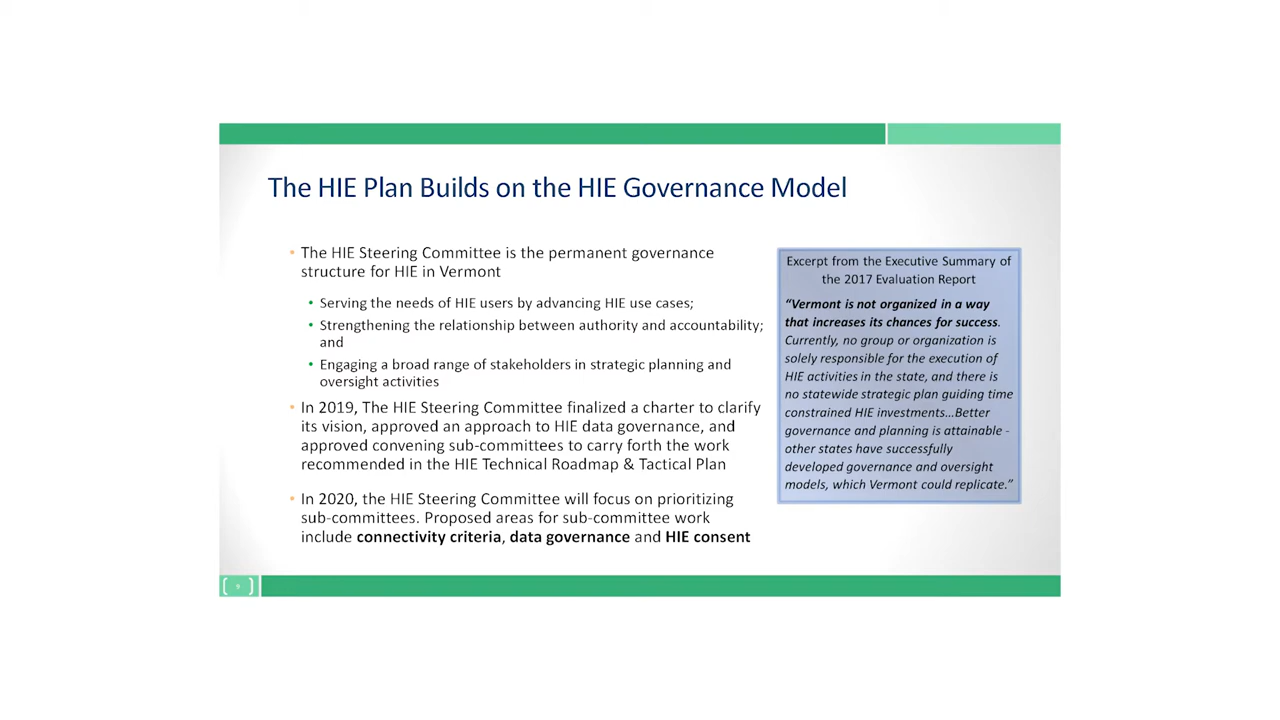 The HIE Plan Builds on the HIE Governance Model
• The HIE Steering Committee is the permanent governance
structure for HIE in Vermont
• Serving the needs of HIE users by advancing HIE use cases;
• Strengthening the relationship between authority and accountability;
and
• Engaging a broad range of stakeholders in strategic planning and
oversight activities
• In 2019, The HIE Steering Committee finalized a charter to clarify
its vision, approved an approach to HIE data governance, and
approved convening sub-committees to carry forth the work
recommended in the HIE Technical Roadmap & Tactical Plan
• In 2020, the HIE Steering Committee will focus on prioritizing
sub-committees. Proposed areas for sub-committee work
include connectivity criteria, data governance and HIE consent
Excerpt from the Executive Summary of
the 2017 Evaluation Report
“Vermont is not organized in a way
that increases its chances for success.
Currently, no group or organization is
solely responsible for the execution of
HIE activities in the state, and there is
no statewide strategic plan guiding time
constrained HIE investments…Better
governance and planning is attainable -
other states have successfully
developed governance and oversight
models, which Vermont could replicate.”